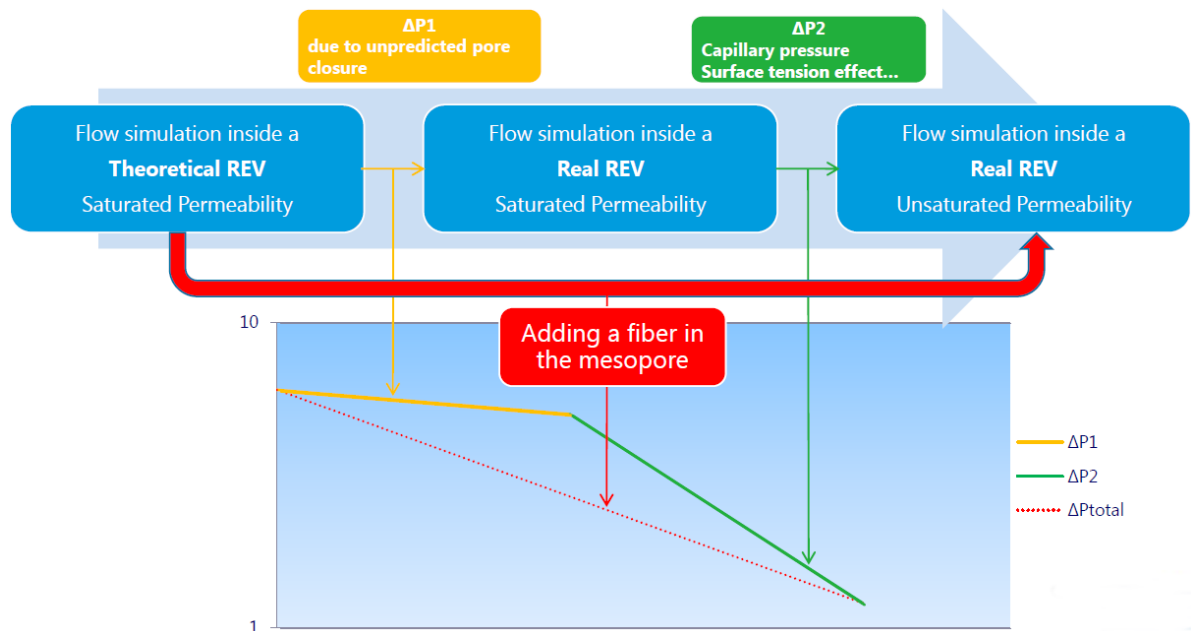 ΔP1
due to unpredicted pore
closure
ΔP2
Capillary pressure
Surface tension effect...
Flow simulation inside a
Theoretical REV
Saturated Permeability
Flow simulation inside a
Real REV
Saturated Permeability
Flow simulation inside a
Real REV
Unsaturated Permeability
Adding a fiber in
the mesopore
10
1
ΔP1
ΔP2
ΔPtotal